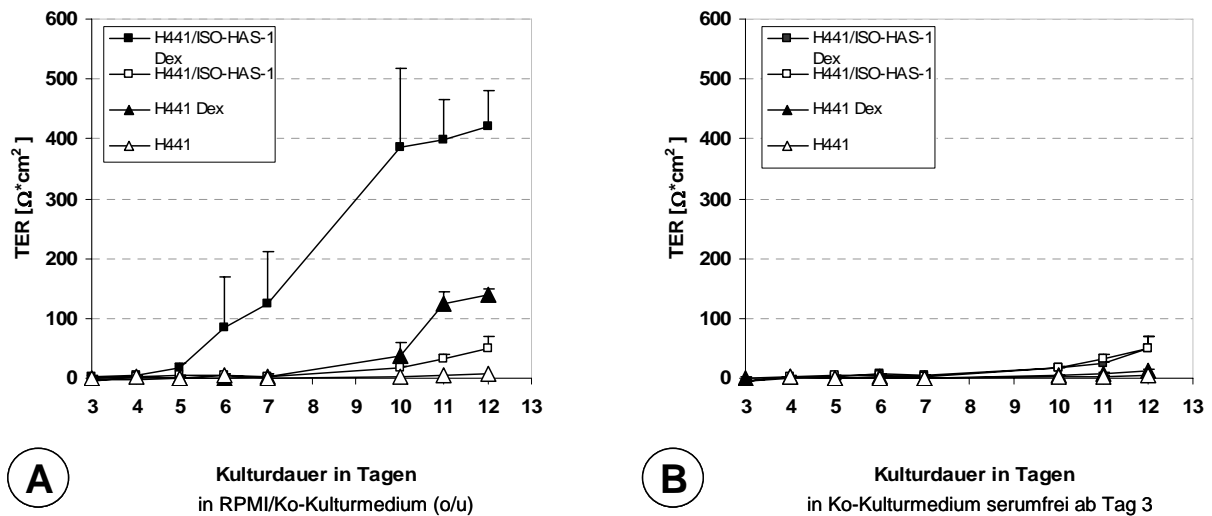 600
500
400
300
200
100
0
TER [Ω*cm²]
H441/ISO-HAS-1
Dex
H441/ISO-HAS-1
H441 Dex
H441
3 4 5 6 7 8 9 10 11 12 13
A
Kulturdauer in Tagen
in RPMI/Ko-Kulturmedium (o/u)
600
500
400
300
200
100
0
TER [Ω*cm²]
H441/ISO-HAS-1
Dex
H441/ISO-HAS-1
H441 Dex
H441
3 4 5 6 7 8 9 10 11 12 13
B
Kulturdauer in Tagen
in Ko-Kulturmedium serumfrei ab Tag 3